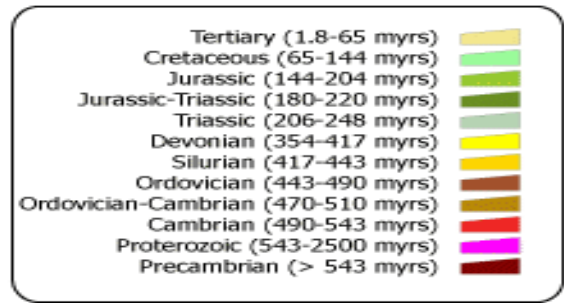 Tertiary (1.8-65 myrs)
Cretaceous (65-144 myrs)
Jurassic (144-204 myrs)
Jurassic-Triassic (180-220 myrs)
Triassic (206-248 myrs)
Devonian (354-417 myrs)
Silurian (417-443 myrs)
Ordovician (443-490 myrs)
Ordovician-Cambrian (470-510 myrs)
Cambrian (490-543 myrs)
Proterozoic (543-2500 myrs)
Precambrian (> 543 myrs)